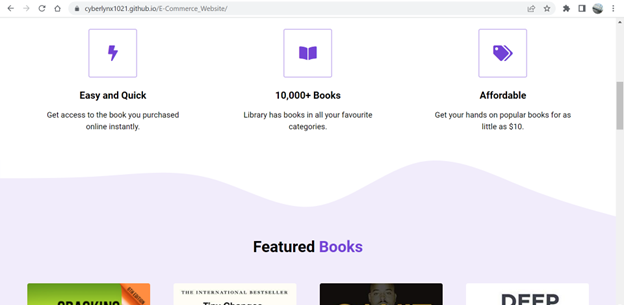 cyberlynx1021.github.io/E-Commerce_Website/
Easy and Quick
Get access to the book you purchased
online instantly.
10,000+ Books
Library has books in all your favourite
categories.
Affordable
Get your hands on popular books for as
little as $10.
Featured Books
CRACKING
THE INTERNATIONAL BESTSELLER
Tiny Changes
DEEP